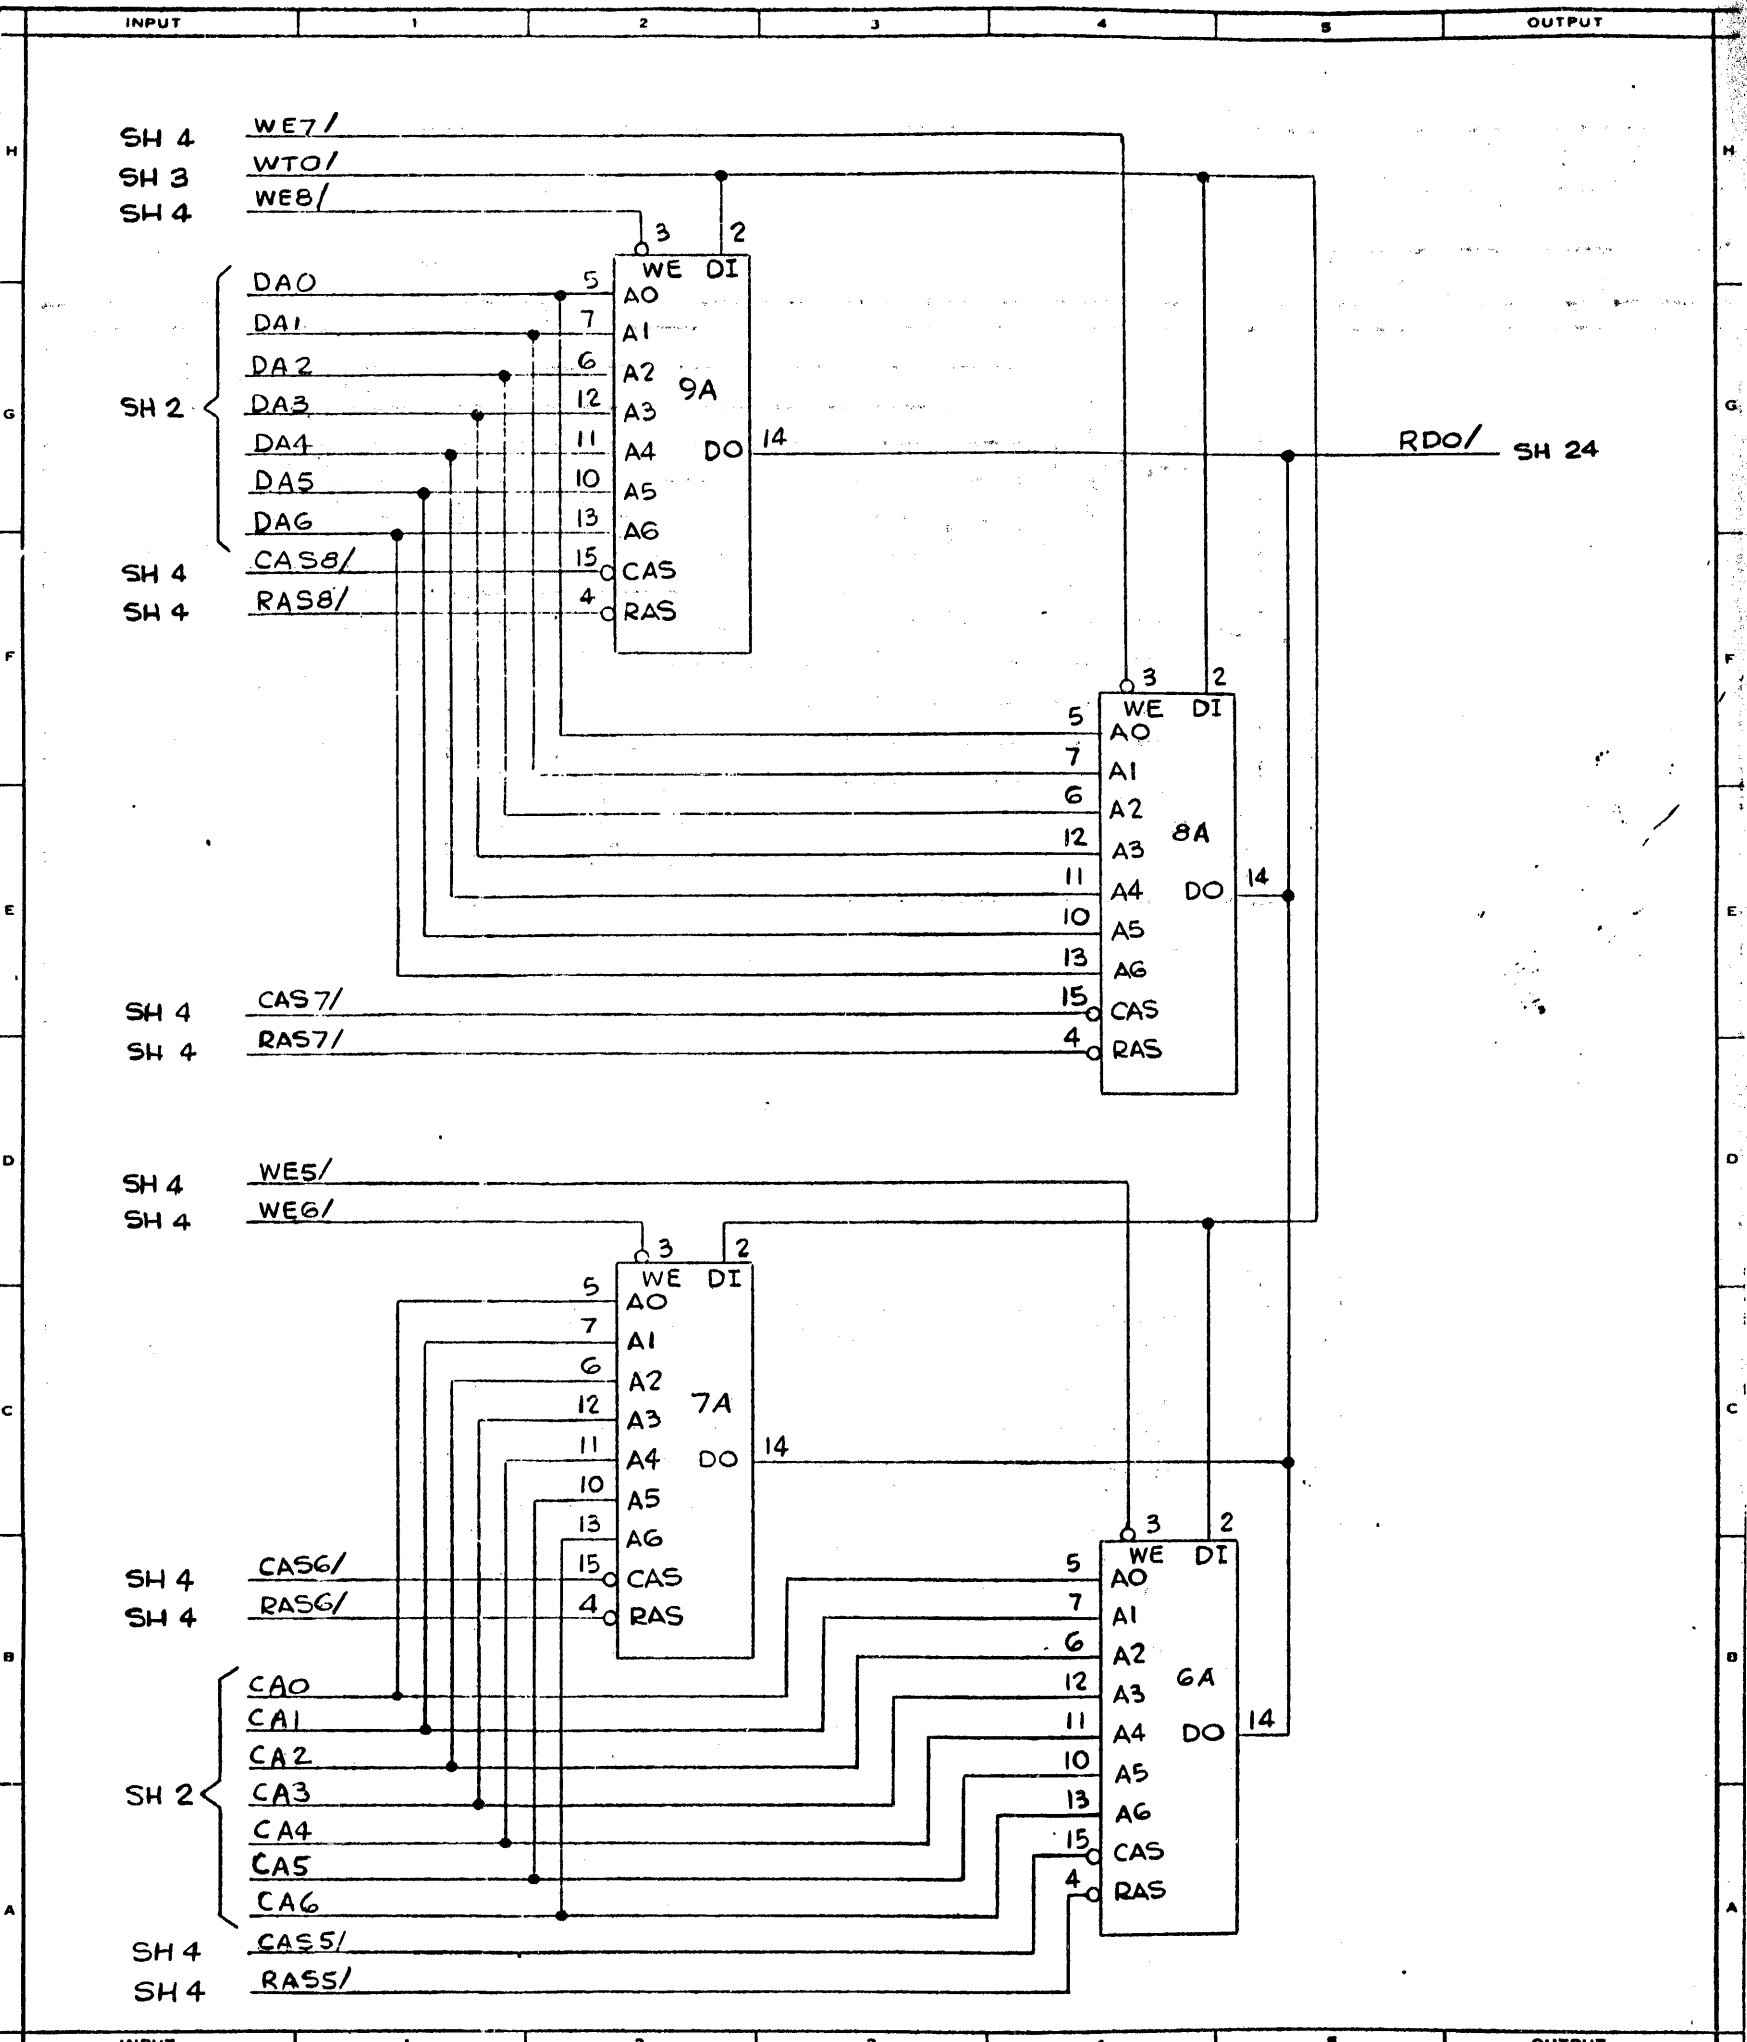 INPUT 1 2 3 4 5 OUTPUT
SH 4 WE7/
H H
SH 3 WTO/
SH 4 WE8/
3 2
WE DI
DA0 5 A0
DA1 7 A1
DA2 6 A2
9A
SH 2 DA3 12 A3
G G
DA4 11 A4 DO 14 RDO/ SH 24
DA5 10 A5
DA6 13 A6
SH 4 CAS8/ 15 CAS
SH 4 RAS8/ 4 RAS
F F
3 2
WE DI
5 A0
7 A1
6 A2
8A
12 A3
11 A4 DO 14
E E
10 A5
13 A6
SH 4 CAS7/ 15 CAS
SH 4 RAS7/ 4 RAS
D D
SH 4 WE5/
SH 4 WE6/
3 2
WE DI
5 A0
7 A1
6 A2
7A
C C
12 A3
11 A4 DO 14
10 A5
13 A6
3 2
WE DI
SH 4 CAS6/ 15 CAS
5 A0
SH 4 RAS6/ 4 RAS
7 A1
B B
6 A2
6A
CA0 12 A3
CA1 11 A4 DO 14
CA2 10 A5
SH 2 CA3 13 A6
CA4 15 CAS
CA5 4 RAS
CA6
A A
SH 4 CAS5/
SH 4 RAS5/